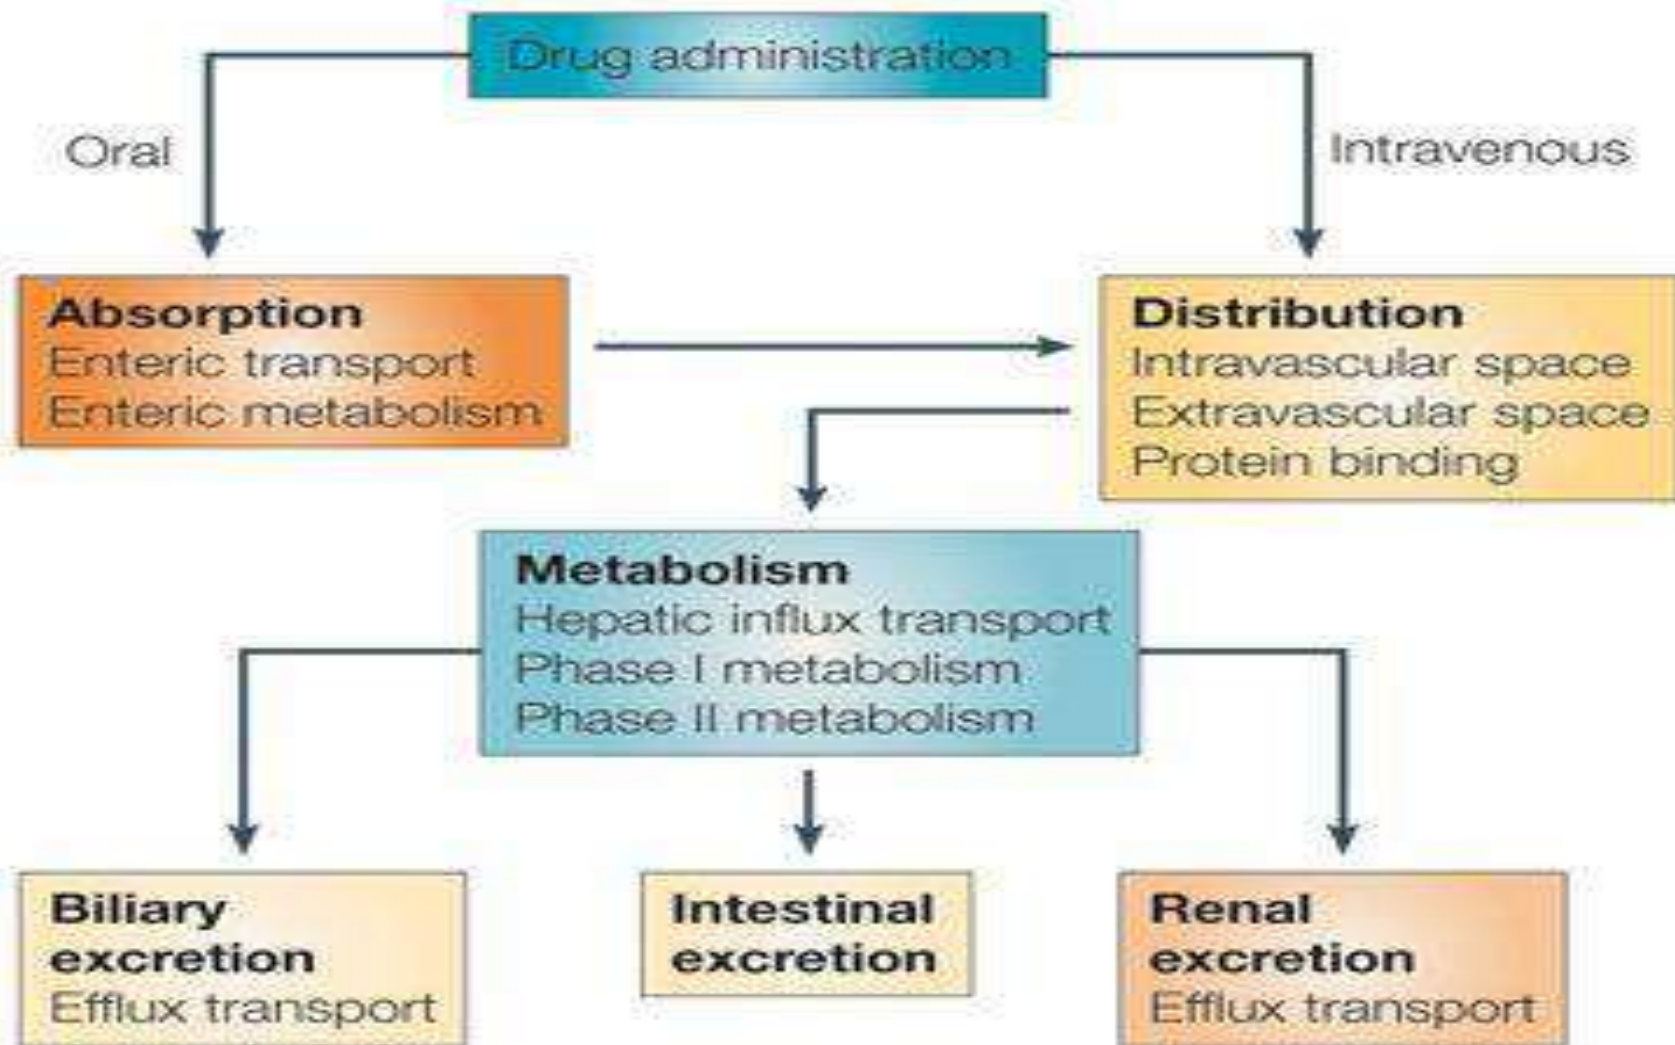 Drug administration
Oral
Intravenous
Absorption
Enteric transport
Enteric metabolism
Distribution
Intravascular space
Extravascular space
Protein binding
Metabolism
Hepatic influx transport
Phase I metabolism
Phase II metabolism
Biliary
excretion
Efflux transport
Intestinal
excretion
Renal
excretion
Efflux transport